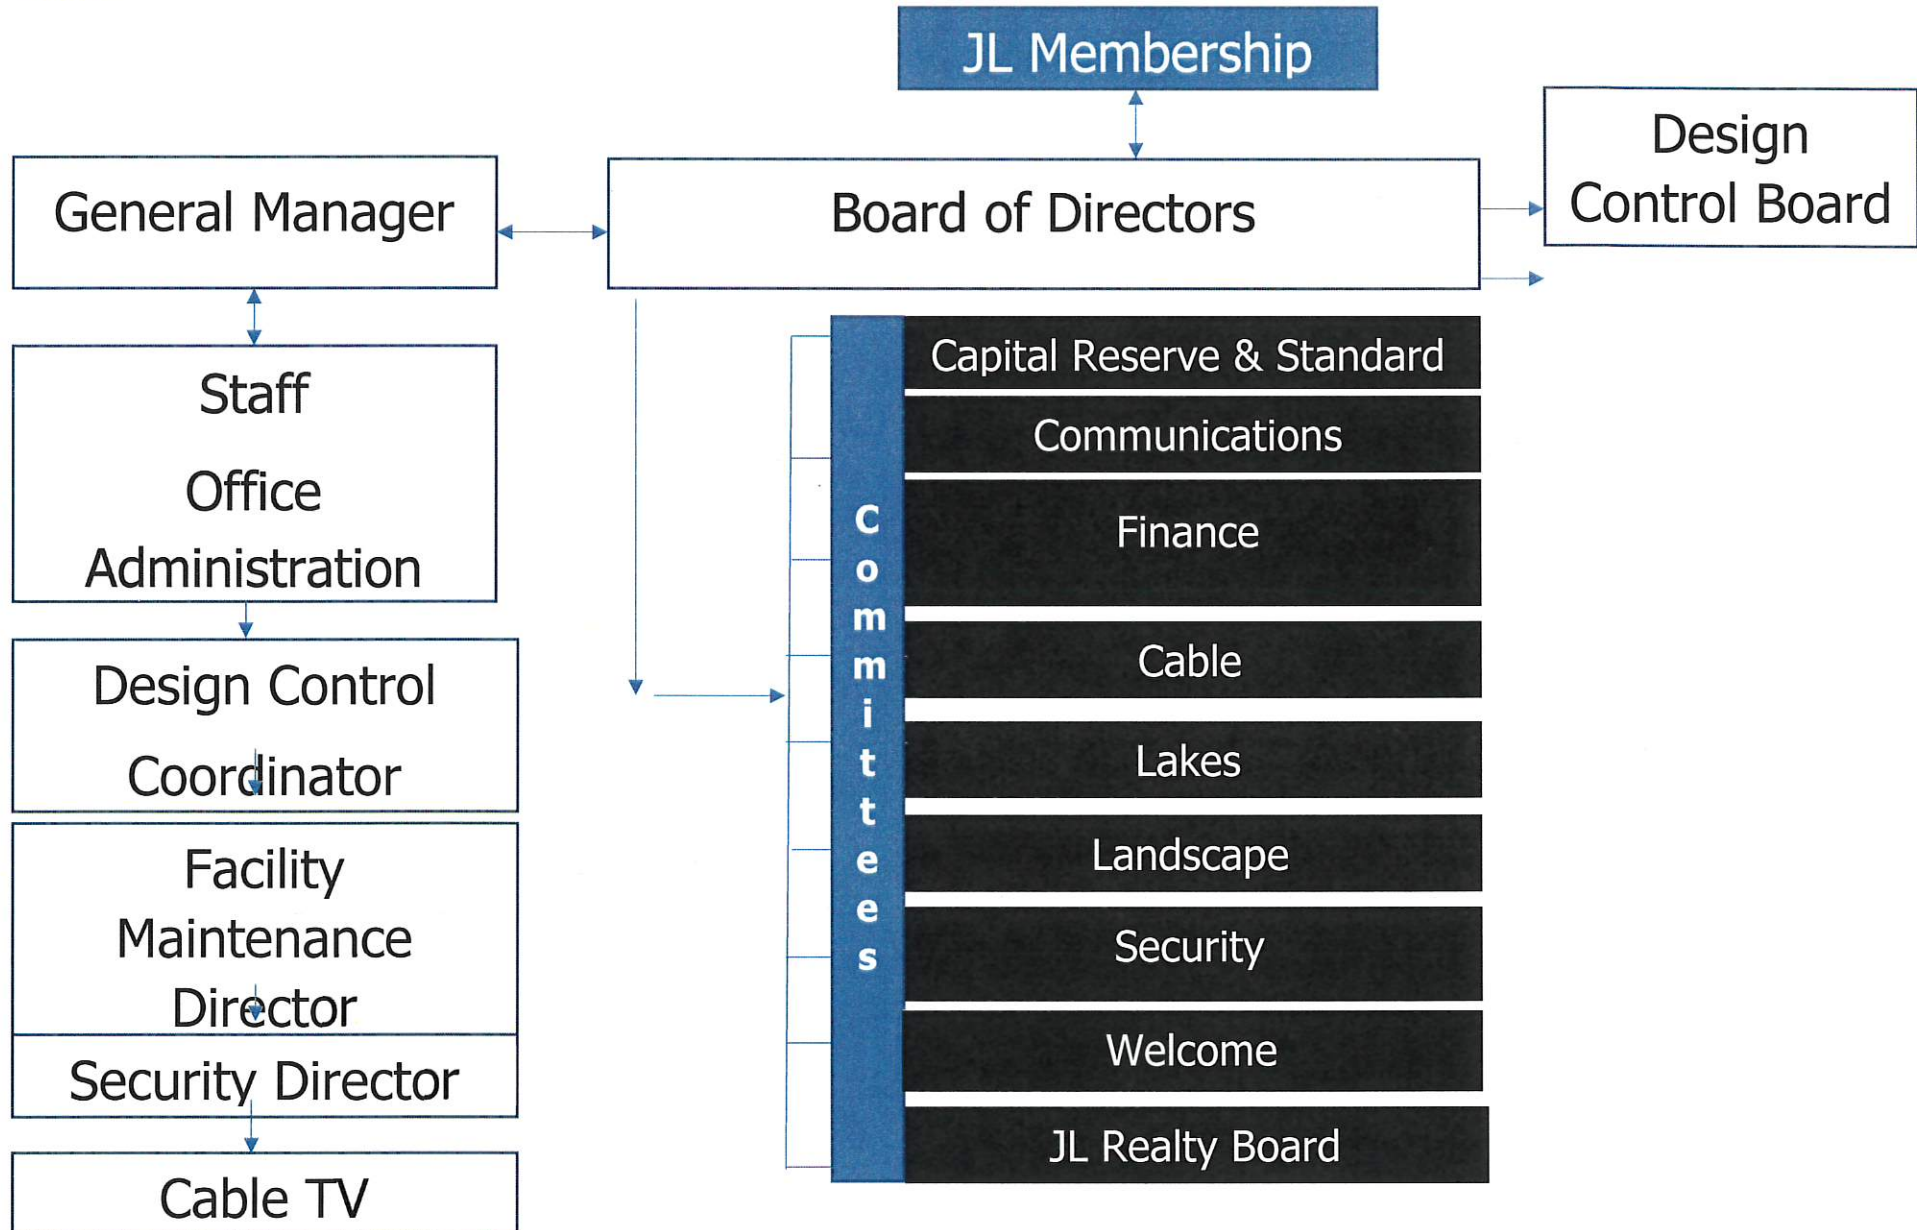 JL Membership
Design
Control Board
General Manager
Board of Directors
Staff
Office
Administration
Design Control
Coordinator
Facility
Maintenance
Director
Security Director
Cable TV
Committees
Capital Reserve & Standard
Communications
Finance
Cable
Lakes
Landscape
Security
Welcome
JL Realty Board